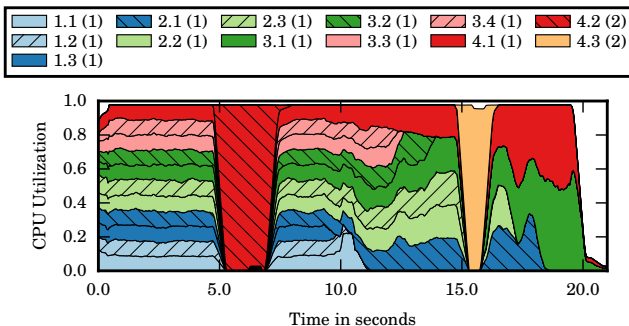 1.1 (1) 2.1 (1) 2.3 (1) 3.2 (1) 3.4 (1) 4.2 (2)
1.2 (1) 2.2 (1) 3.1 (1) 3.3 (1) 4.1 (1) 4.3 (2)
1.3 (1)
1.0
0.8
0.6
0.4
0.2
0.0
CPU Utilization
0.0 5.0 10.0 15.0 20.0
Time in seconds